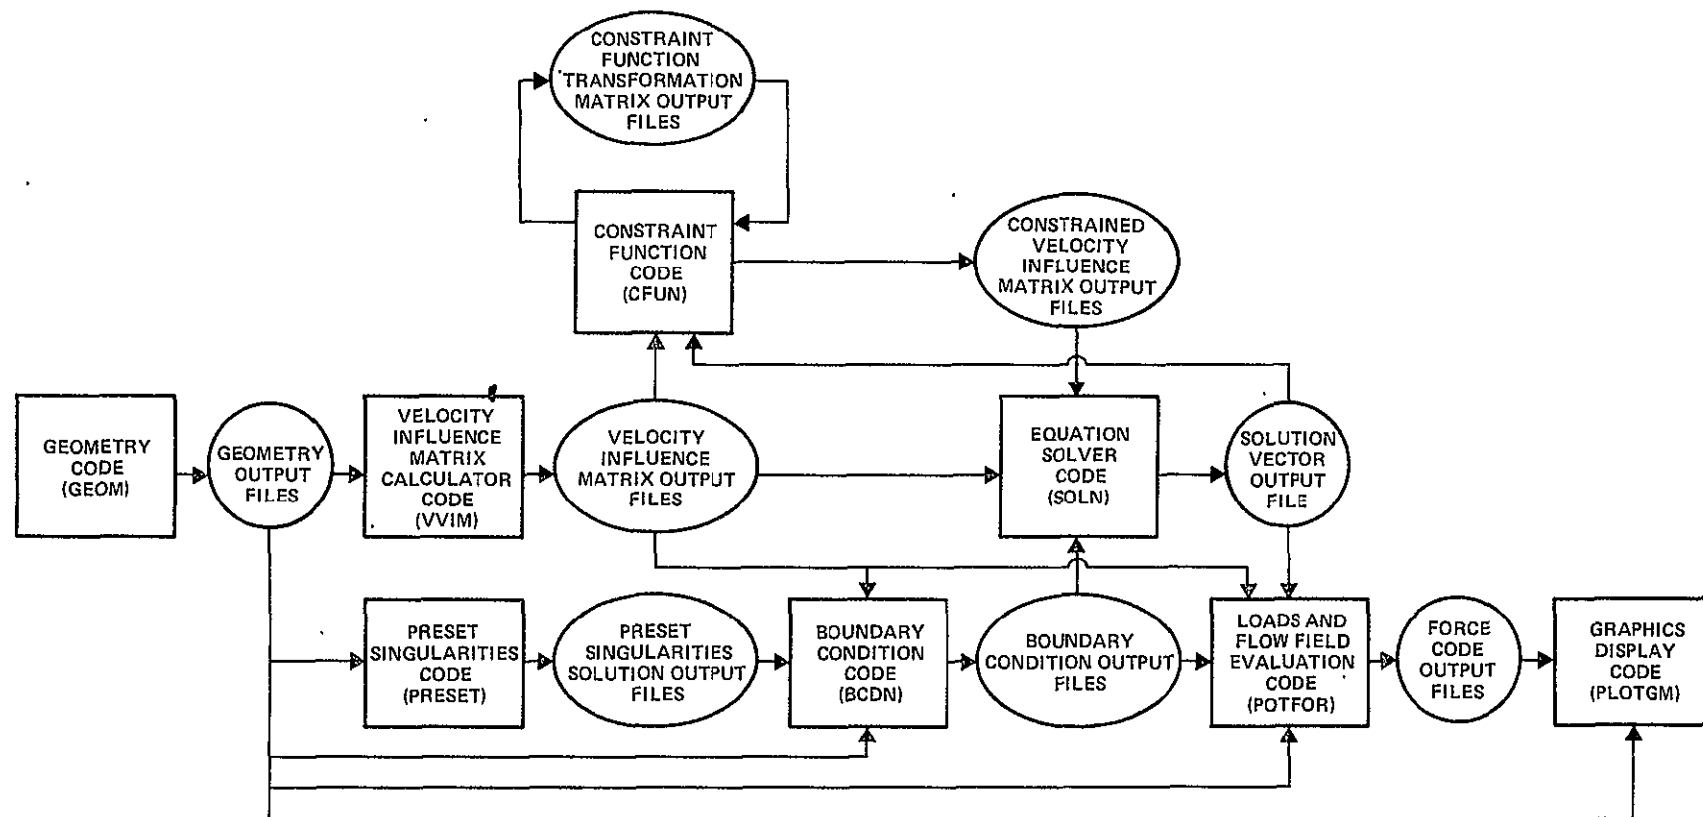 CONSTRAINT
FUNCTION
TRANSFORMATION
MATRIX OUTPUT
FILES
CONSTRAINT
FUNCTION
CODE
(CFUN)
CONSTRAINED
VELOCITY
INFLUENCE
MATRIX OUTPUT
FILES
GEOMETRY
CODE
(GEOM)
GEOMETRY
OUTPUT
FILES
VELOCITY
INFLUENCE
MATRIX
CALCULATOR
CODE
(VVIM)
VELOCITY
INFLUENCE
MATRIX OUTPUT
FILES
EQUATION
SOLVER
CODE
(SOLN)
SOLUTION
VECTOR
OUTPUT
FILE
PRESET
SINGULARITIES
CODE
(PRESET)
PRESET
SINGULARITIES
SOLUTION OUTPUT
FILES
BOUNDARY
CONDITION
CODE
(BCDN)
BOUNDARY
CONDITION OUTPUT
FILES
LOADS AND
FLOW FIELD
EVALUATION
CODE
(POTFOR)
FORCE
CODE
OUTPUT
FILES
GRAPHICS
DISPLAY
CODE
(PLOTGM)